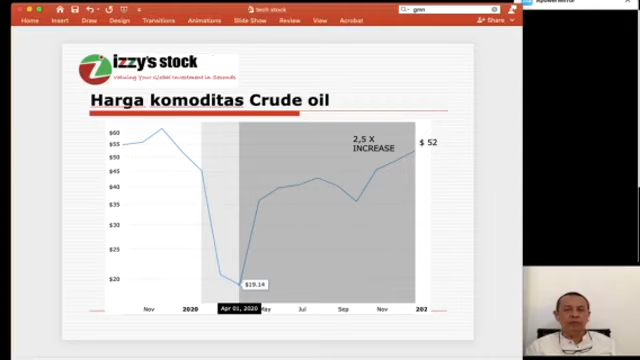 tech stock
gmn
Home Insert Draw Design Transitions Animations Slide Show Review View Acrobat
Share
izzy's stock
Valuing Your Global Investment in Seconds
Harga komoditas Crude oil
2,5 X
INCREASE
$ 52
$60
$55
$50
$45
$40
$35
$30
$25
$20
$19.14
Nov 2020 Apr 01, 2020 May Jul Sep Nov 202